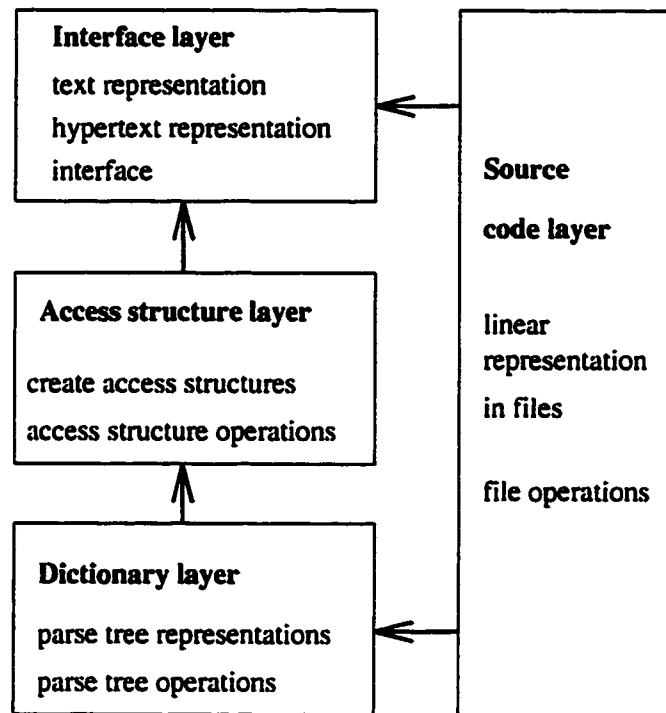 Interface layer
text representation
hypertext representation
interface
Access structure layer
create access structures
access structure operations
Dictionary layer
parse tree representations
parse tree operations
Source
code layer
linear
representation
in files
file operations